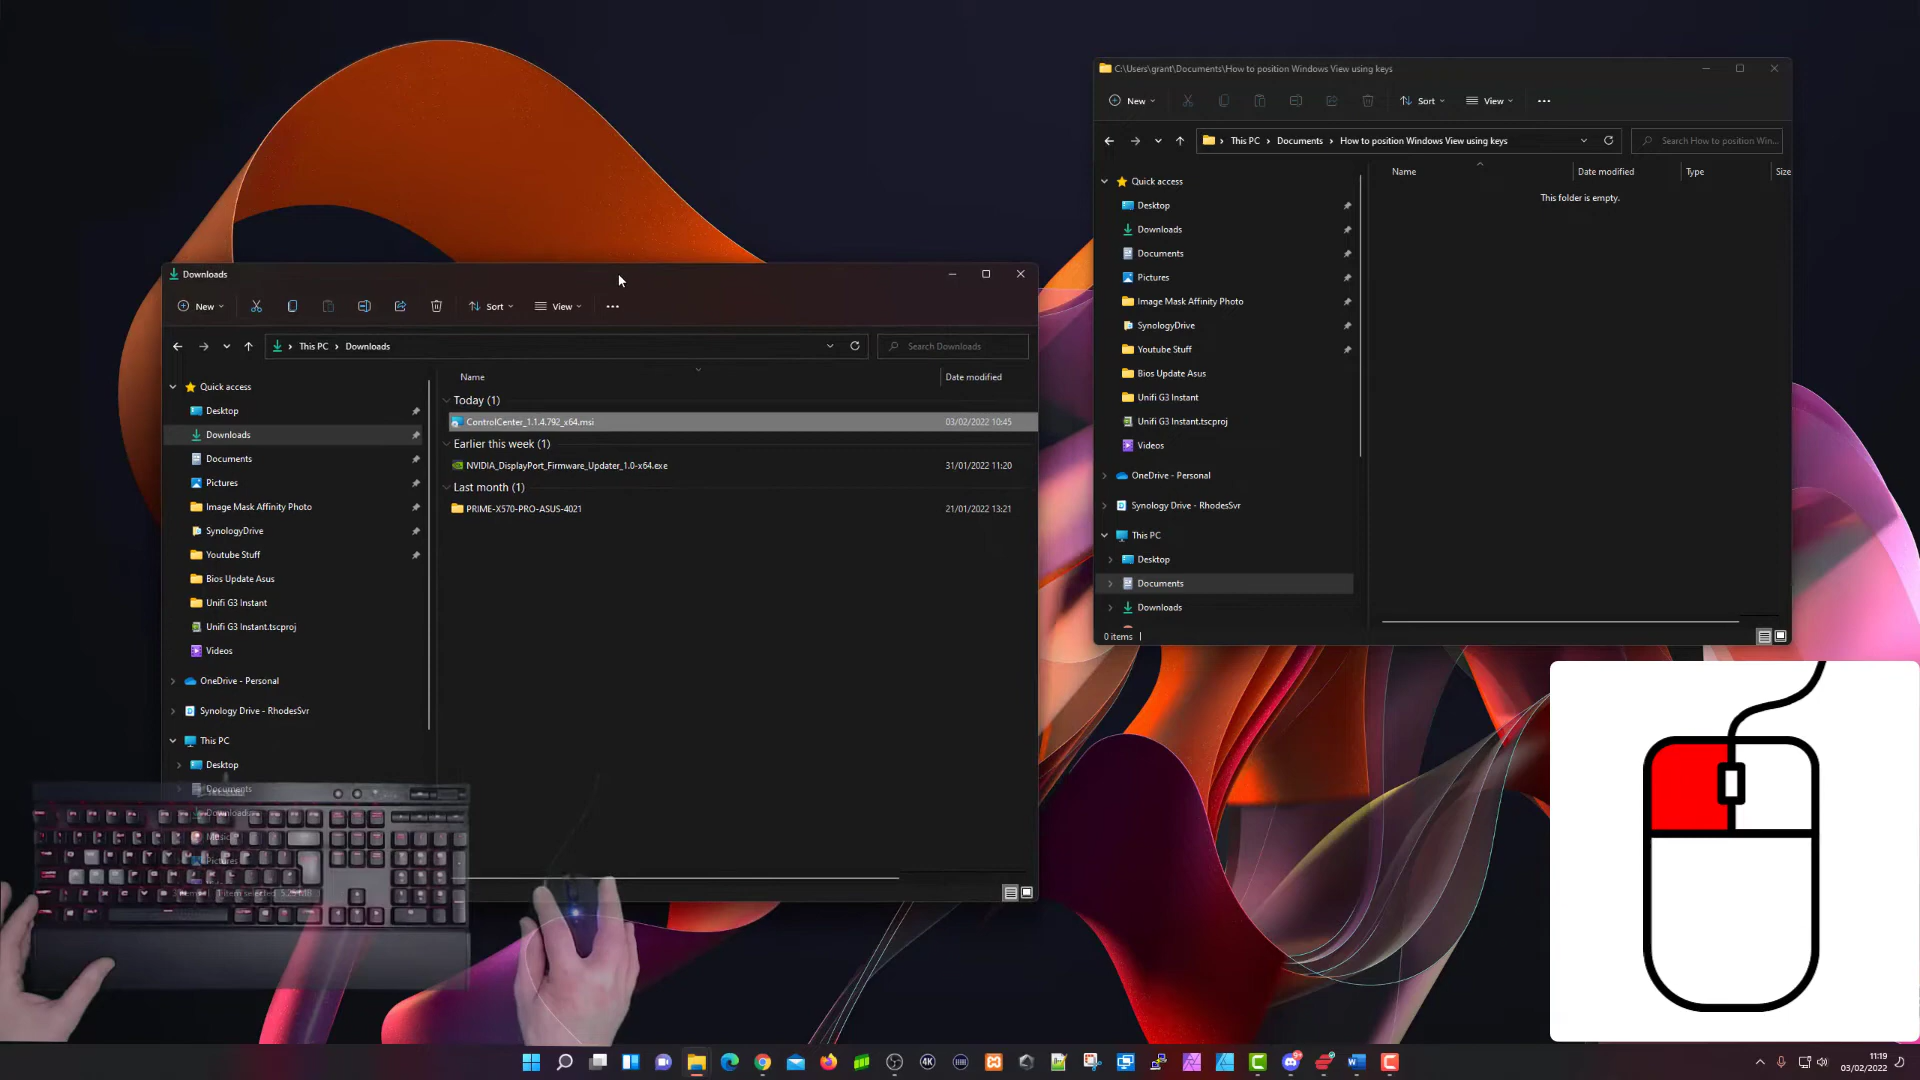 C:\Users\grant\Documents\How to position Windows View using keys
New
Sort
View
This PC > Documents > How to position Windows View using keys
Search How to position Win...
Name
Date modified
Type
Size
This folder is empty.
Quick access
Desktop
Downloads
Documents
Pictures
Image Mask Affinity Photo
SynologyDrive
Youtube Stuff
Bios Update Asus
Unifi G3 Instant
Unifi G3 Instant.tscproj
Videos
OneDrive - Personal
Synology Drive - RhodesSvr
This PC
Desktop
Documents
Downloads
0 items
Downloads
New
Sort
View
This PC > Downloads
Search Downloads
Name
Date modified
Today (1)
ControlCenter_1.1.4.792_x64.msi
03/02/2022 10:45
Earlier this week (1)
NVIDIA_DisplayPort_Firmware_Updater_1.0-x64.exe
31/01/2022 11:20
Last month (1)
PRIME-X570-PRO-ASUS-4021
21/01/2022 13:21
Quick access
Desktop
Downloads
Documents
Pictures
Image Mask Affinity Photo
SynologyDrive
Youtube Stuff
Bios Update Asus
Unifi G3 Instant
Unifi G3 Instant.tscproj
Videos
OneDrive - Personal
Synology Drive - RhodesSvr
This PC
Desktop
Documents
Downloads
Music
Pictures
1 item selected
4K
11:19
03/02/2022